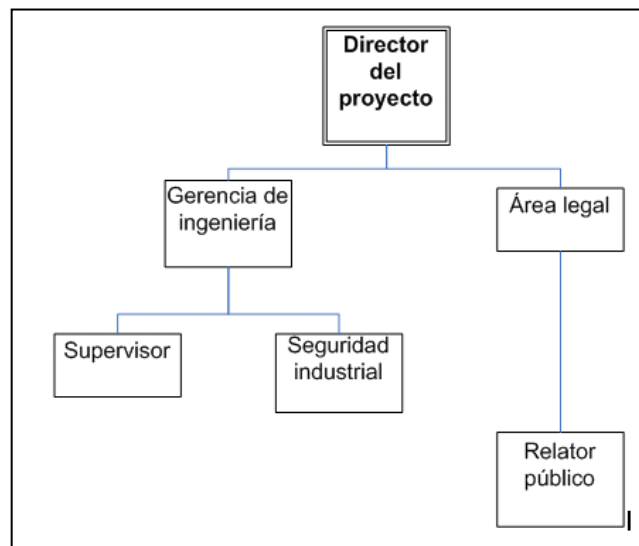 Director
del
proyecto
Gerencia de
ingeniería
Área legal
Supervisor
Seguridad
industrial
Relator
público